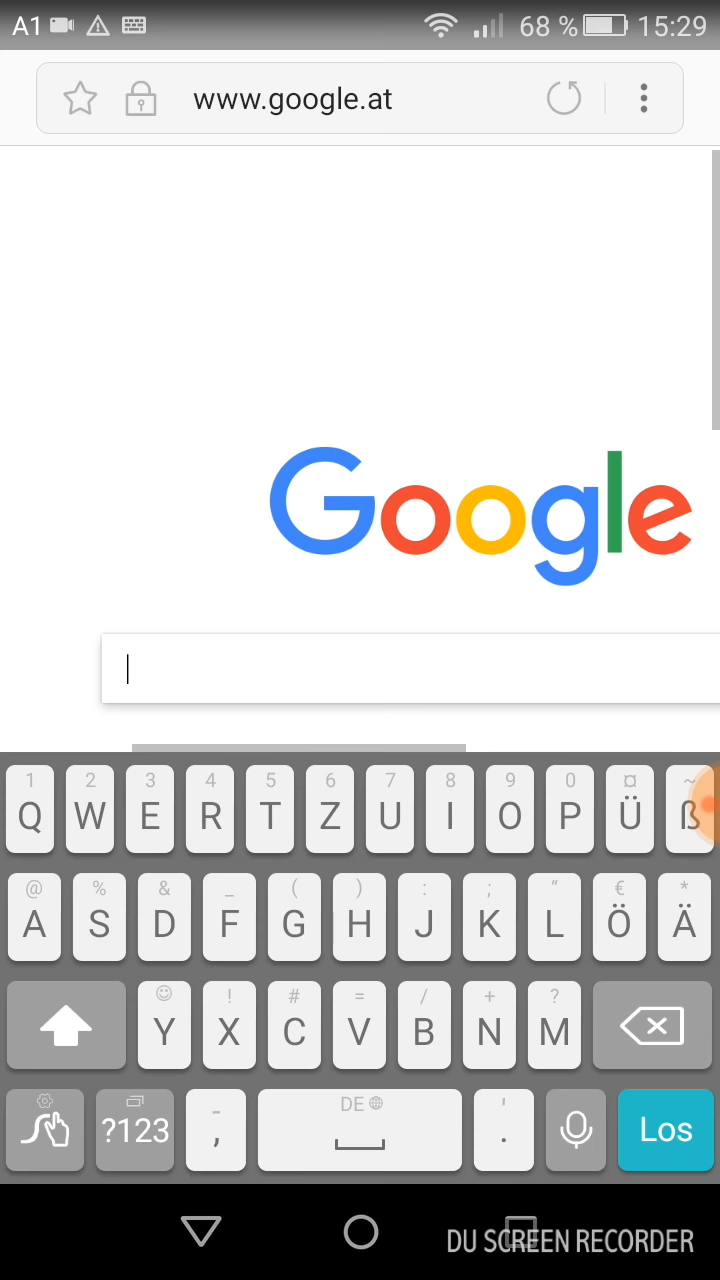 A1 68 % 15:29
www.google.at
Google
1 2 3 4 5 6 7 8 9 0 ¤ ~
Q W E R T Z U I O P Ü ß
@ % & _ ( ) : ; “ € *
A S D F G H J K L Ö Ä
! # = / + ?
Y X C V B N M
- DE '
?123 , . Los
DU SCREEN RECORDER